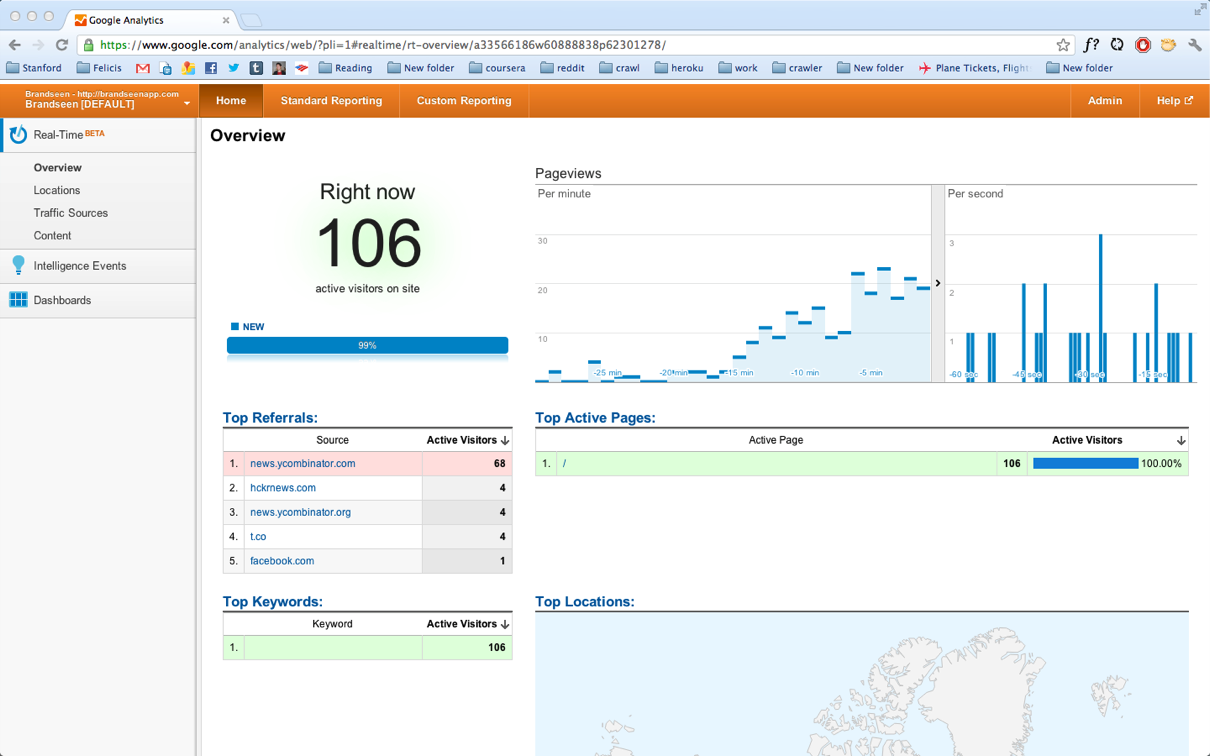 Google Analytics
https://www.google.com/analytics/web/?pli=1#realtime/rt-overview/a33566186w60888838p62301278/
f?
Stanford Felicis Reading New folder coursera reddit crawl heroku work crawler New folder Plane Tickets, Flight New folder
Brandseen - http://brandseenapp.com
Brandseen [DEFAULT]
Home Standard Reporting Custom Reporting Admin Help
Real-Time BETA
Overview
Locations
Traffic Sources
Content
Intelligence Events
Dashboards
Overview
Right now
106
active visitors on site
NEW
99%
Pageviews
Per minute
30
20
10
-25 min -20 min -15 min -10 min -5 min
Per second
3
2
1
-60 sec -45 sec -30 sec -15 sec
Top Referrals:
Source Active Visitors
1. news.ycombinator.com 68
2. hckrnews.com 4
3. news.ycombinator.org 4
4. t.co 4
5. facebook.com 1
Top Active Pages:
Active Page Active Visitors
1. / 106 100.00%
Top Keywords:
Keyword Active Visitors
1. 106
Top Locations: